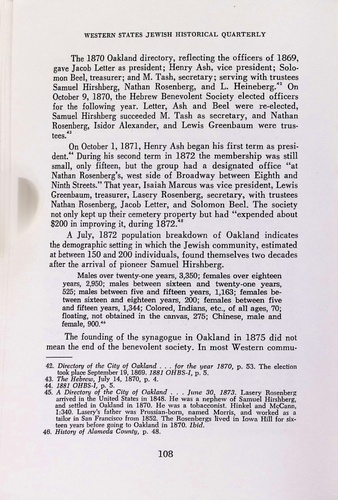 WESTERN STATES JEWISH HISTORICAL QUARTERLY
The 1870 Oakland directory, reflecting the officers of 1869,
gave Jacob Letter as president; Henry Ash, vice president; Solo-
mon Beel, treasurer; and M. Tash, secretary; serving with trustees
Samuel Hirshberg, Nathan Rosenberg, and L. Heineberg.42 On
October 9, 1870, the Hebrew Benevolent Society elected officers
for the following year. Letter, Ash and Beel were re-elected,
Samuel Hirshberg succeeded M. Tash as secretary, and Nathan
Rosenberg, Isidor Alexander, and Lewis Greenbaum were trus-
tees.43
On October 1, 1871, Henry Ash began his first term as presi-
dent.44 During his second term in 1872 the membership was still
small, only fifteen, but the group had a designated office "at
Nathan Rosenberg's, west side of Broadway between Eighth and
Ninth Streets." That year, Isaiah Marcus was vice president, Lewis
Greenbaum, treasurer, Lasery Rosenberg, secretary, with trustees
Nathan Rosenberg, Jacob Letter, and Solomon Beel. The society
not only kept up their cemetery property but had "expended about
$200 in improving it, during 1872."45
A July, 1872 population breakdown of Oakland indicates
the demographic setting in which the Jewish community, estimated
at between 150 and 200 individuals, found themselves two decades
after the arrival of pioneer Samuel Hirshberg.
Males over twenty-one years, 3,350; females over eighteen
years, 2,950; males between sixteen and twenty-one years,
525; males between five and fifteen years, 1,163; females be-
tween sixteen and eighteen years, 200; females between five
and fifteen years, 1,344; Colored, Indians, etc., of all ages, 70;
floating, not obtained in the canvass, 275; Chinese, male and
female, 900.46
The founding of the synagogue in Oakland in 1875 did not
mean the end of the benevolent society. In most Western commu-
42. Directory of the City of Oakland . . . for the year 1870, p. 53. The election
took place September 19, 1869. 1881 OHBS-I, p. 5.
43. The Hebrew, July 14, 1870, p. 4.
44. 1881 OHBS-I, p. 5.
45. A Directory of the City of Oakland . . . June 30, 1873. Lasery Rosenberg
arrived in the United States in 1848. He was a nephew of Samuel Hirshberg,
and settled in Oakland in 1870. He was a tobacconist. Hinkel and McCann,
1:340. Lasery's father was Prussian-born, named Morris, and worked as a
tailor in San Francisco from 1852. The Rosenbergs lived in Iowa Hill for six-
teen years before going to Oakland in 1870. Ibid.
46. History of Alameda County, p. 48.
108